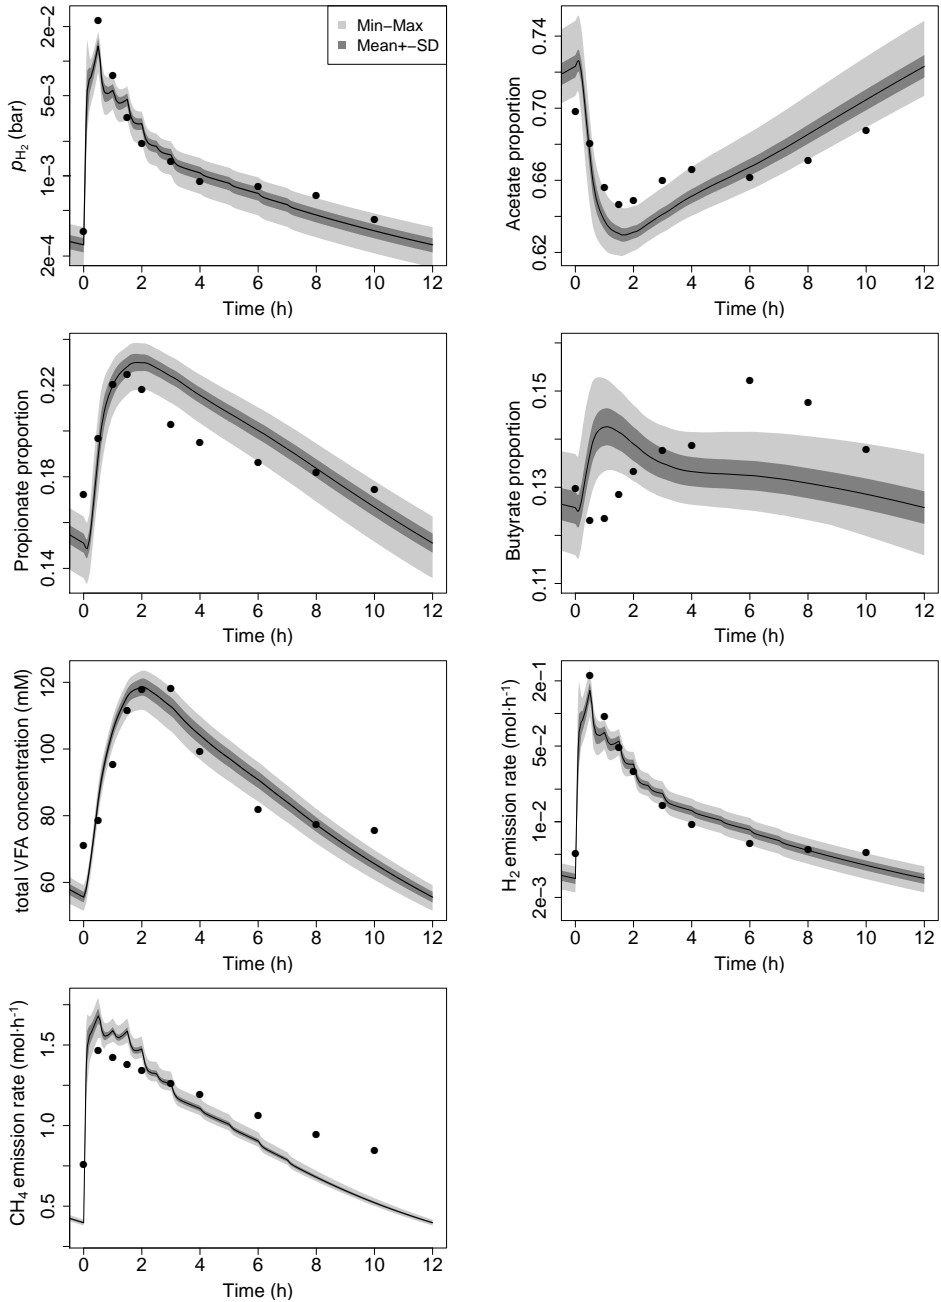 Min−Max
Mean+−SD
pH2 (bar)
2e−2
5e−3
1e−3
2e−4
0 2 4 6 8 10 12
Time (h)
Acetate proportion
0.74
0.70
0.66
0.62
0 2 4 6 8 10 12
Time (h)
Propionate proportion
0.22
0.18
0.14
0 2 4 6 8 10 12
Time (h)
Butyrate proportion
0.15
0.13
0.11
0 2 4 6 8 10 12
Time (h)
total VFA concentration (mM)
120
100
80
60
0 2 4 6 8 10 12
Time (h)
H2 emission rate (mol·h-1)
2e−1
5e−2
1e−2
2e−3
0 2 4 6 8 10 12
Time (h)
CH4 emission rate (mol·h-1)
1.5
1.0
0.5
0 2 4 6 8 10 12
Time (h)